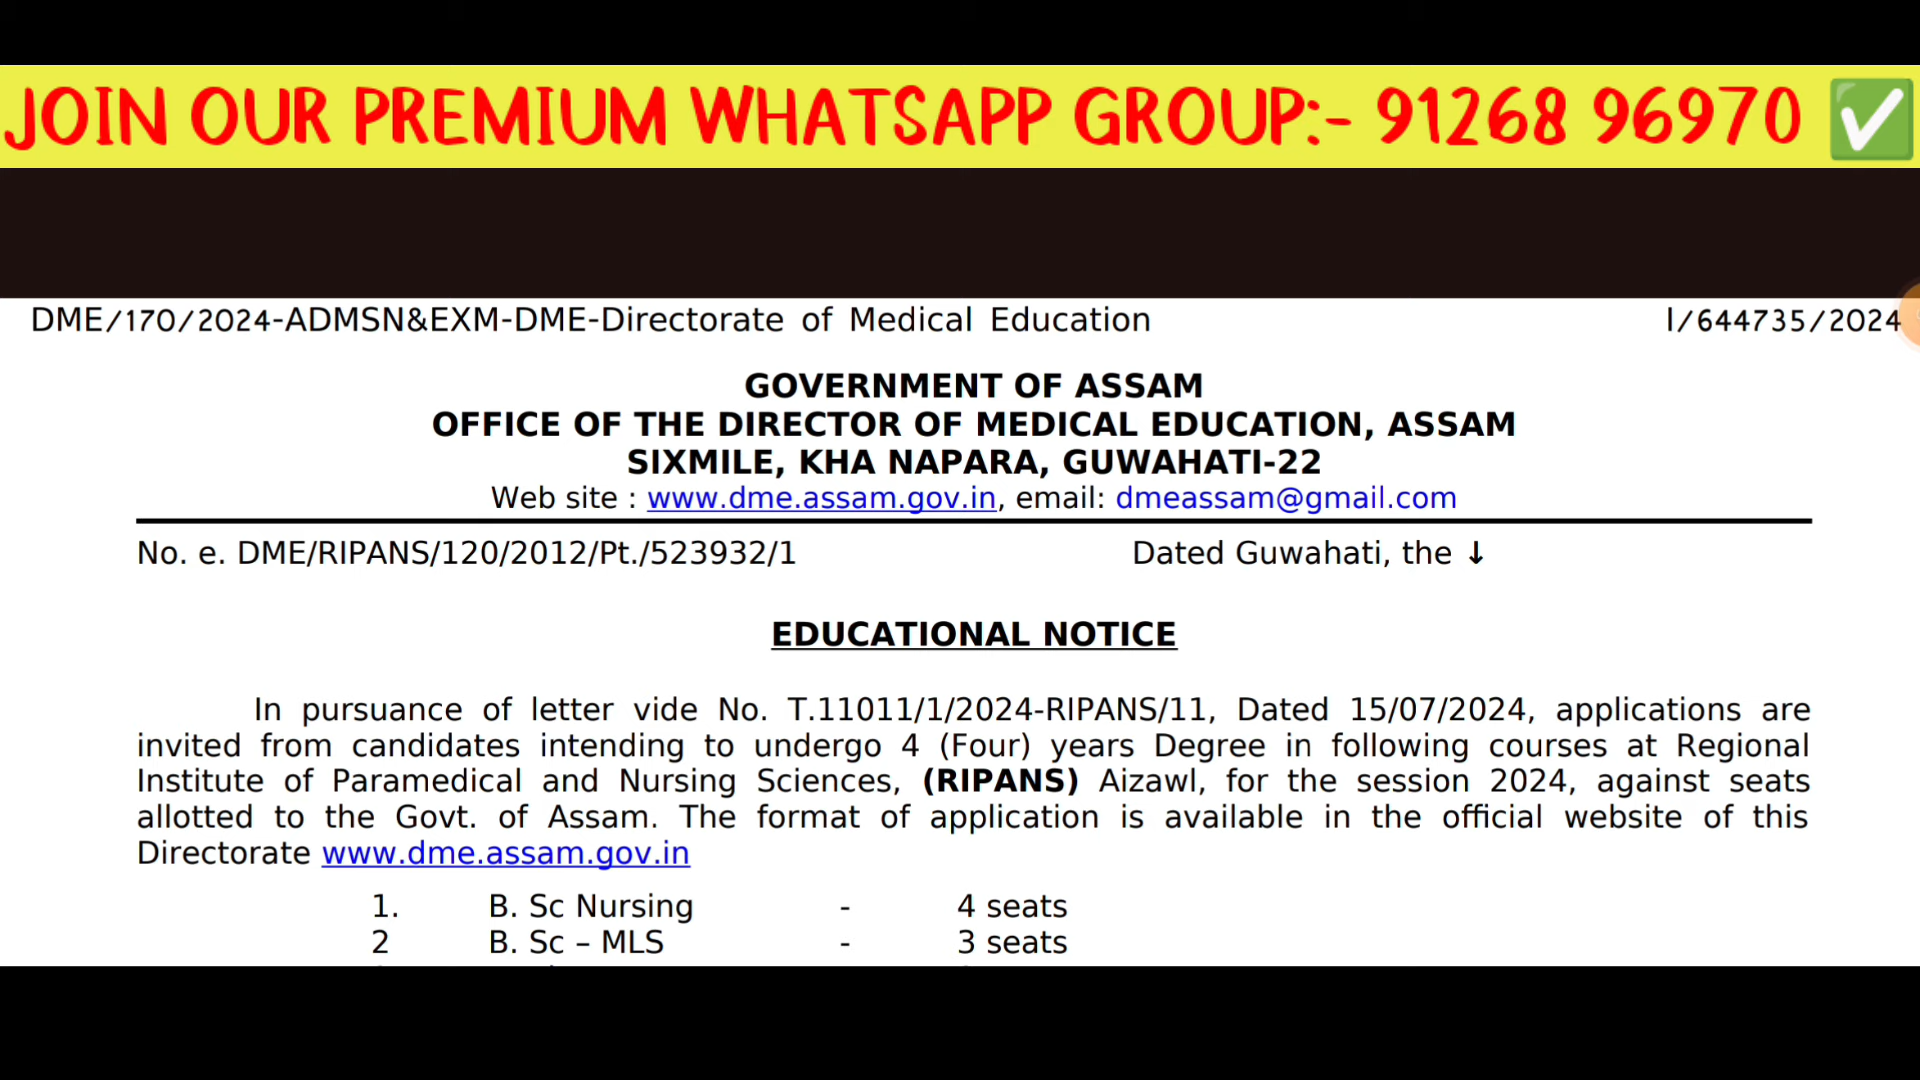 JOIN OUR PREMIUM WHATSAPP GROUP:- 91268 96970 ✅
DME/170/2024-ADMSN&EXM-DME-Directorate of Medical Education I/644735/2024
GOVERNMENT OF ASSAM
OFFICE OF THE DIRECTOR OF MEDICAL EDUCATION, ASSAM
SIXMILE, KHA NAPARA, GUWAHATI-22
Web site : www.dme.assam.gov.in, email: dmeassam@gmail.com
No. e. DME/RIPANS/120/2012/Pt./523932/1 Dated Guwahati, the ↓
EDUCATIONAL NOTICE
In pursuance of letter vide No. T.11011/1/2024-RIPANS/11, Dated 15/07/2024, applications are
invited from candidates intending to undergo 4 (Four) years Degree in following courses at Regional
Institute of Paramedical and Nursing Sciences, (RIPANS) Aizawl, for the session 2024, against seats
allotted to the Govt. of Assam. The format of application is available in the official website of this
Directorate www.dme.assam.gov.in
1. B. Sc Nursing - 4 seats
2 B. Sc – MLS - 3 seats